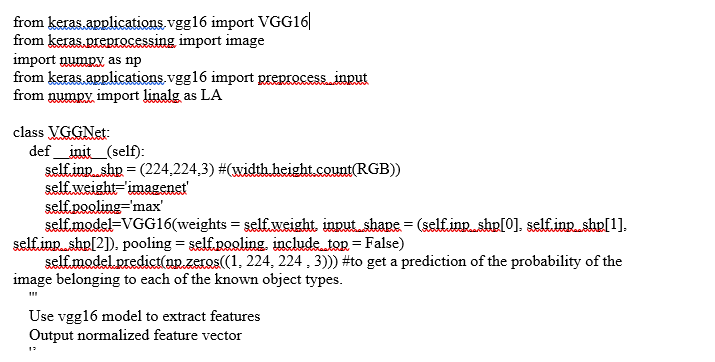 from keras.applications.vgg16 import VGG16
from keras.preprocessing import image
import numpy as np
from keras.applications.vgg16 import preprocess_input
from numpy import linalg as LA
class VGGNet:
def __init__(self):
self.inp_shp = (224,224,3) #(width.height.count(RGB))
self.weight='imagenet'
self.pooling='max'
self.model=VGG16(weights = self.weight, input_shape = (self.inp_shp[0], self.inp_shp[1],
self.inp_shp[2]), pooling = self.pooling, include_top = False)
self.model.predict(np.zeros((1, 224, 224 , 3))) #to get a prediction of the probability of the
image belonging to each of the known object types.
'''
Use vgg16 model to extract features
Output normalized feature vector